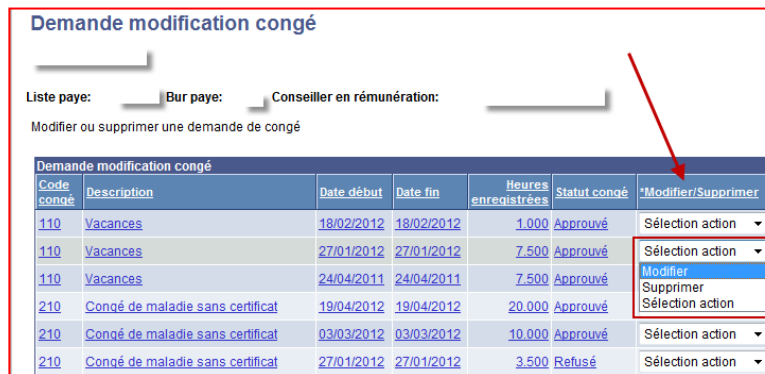 Demande modification congé
Liste paye: Bur paye: Conseiller en rémunération:
Modifier ou supprimer une demande de congé
Demande modification congé
Code congé Description Date début Date fin Heures enregistrées Statut congé *Modifier/Supprimer
110 Vacances 18/02/2012 18/02/2012 1.000 Approuvé Sélection action
110 Vacances 27/01/2012 27/01/2012 7.500 Approuvé Sélection action
Modifier
Supprimer
Sélection action
110 Vacances 24/04/2011 24/04/2011 7.500 Approuvé
210 Congé de maladie sans certificat 19/04/2012 19/04/2012 20.000 Approuvé
210 Congé de maladie sans certificat 03/03/2012 03/03/2012 10.000 Approuvé Sélection action
210 Congé de maladie sans certificat 27/01/2012 27/01/2012 3.500 Refusé Sélection action